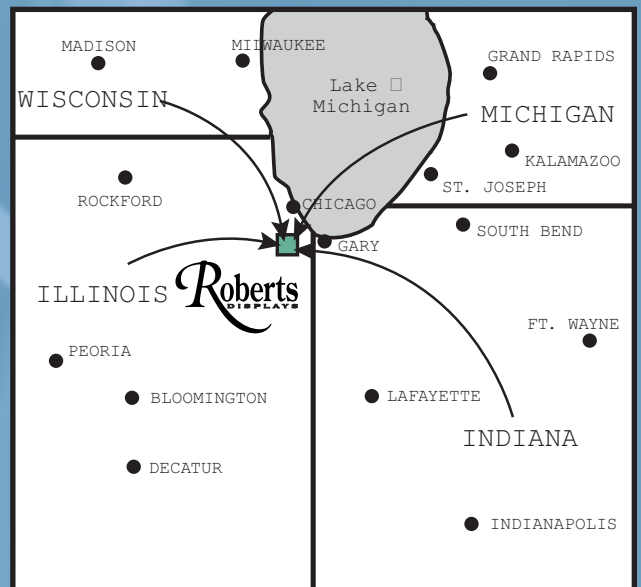 MADISON
MILWAUKEE
GRAND RAPIDS
Lake □
Michigan
WISCONSIN
MICHIGAN
KALAMAZOO
ST. JOSEPH
ROCKFORD
CHICAGO
SOUTH BEND
GARY
Roberts
DISPLAYS
ILLINOIS
FT. WAYNE
PEORIA
BLOOMINGTON
LAFAYETTE
INDIANA
DECATUR
INDIANAPOLIS